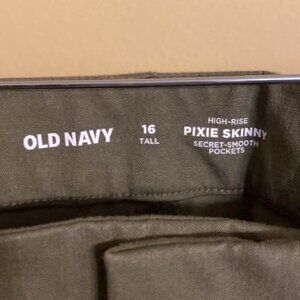 OLD NAVY
16
TALL
HIGH-RISE
PIXIE SKINNY
SECRET-SMOOTH
POCKETS